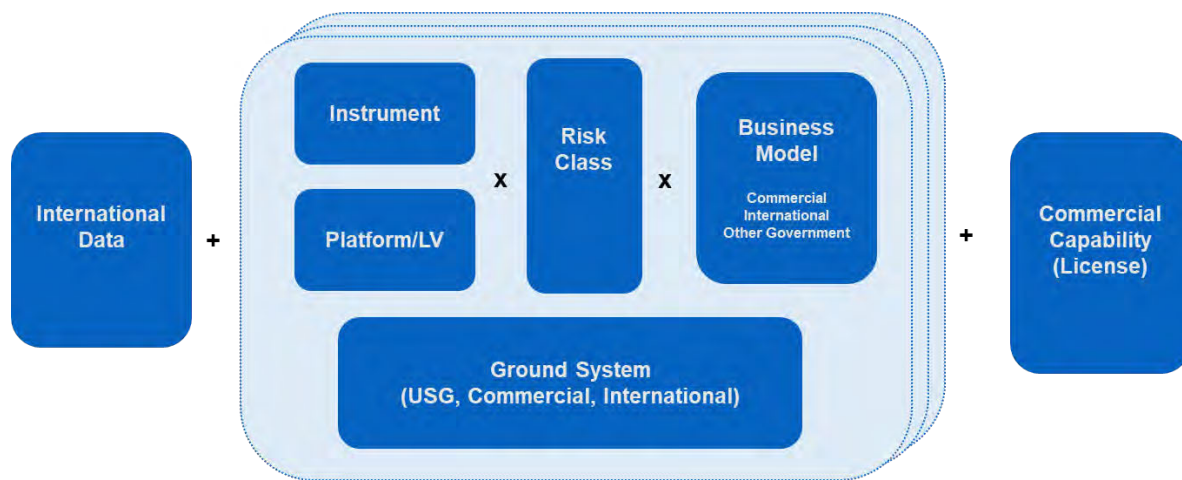 International
Data
+
Instrument
Platform/LV
x
Risk
Class
x
Business
Model
Commercial
International
Other Government
Ground System
(USG, Commercial, International)
+
Commercial
Capability
(License)